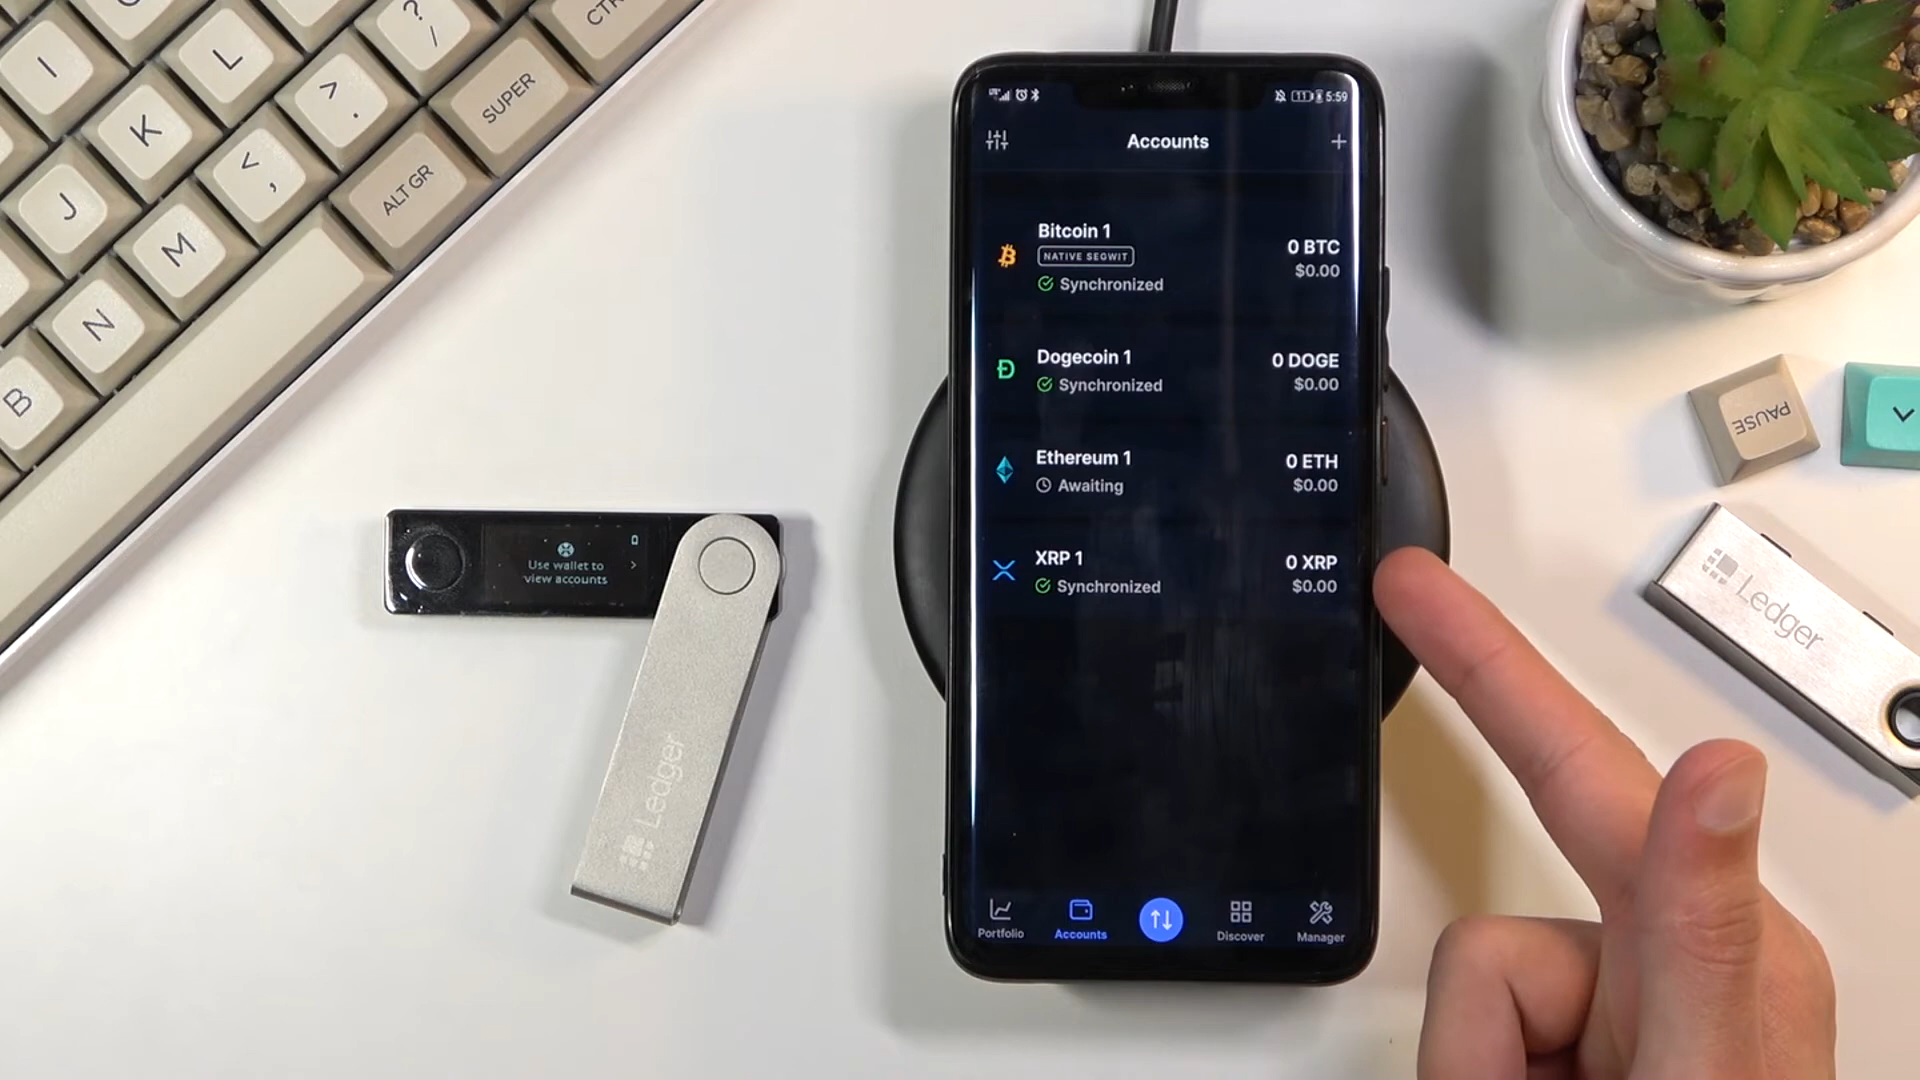 I
L
?
/
CTR
J
K
>
.
SUPER
M
<
,
ALT GR
B
N
5:59
Accounts
+
Bitcoin 1
NATIVE SEGWIT
Synchronized
0 BTC
$0.00
Dogecoin 1
Synchronized
0 DOGE
$0.00
Ethereum 1
Awaiting
0 ETH
$0.00
XRP 1
Synchronized
0 XRP
$0.00
Portfolio
Accounts
Discover
Manager
Use wallet to
view accounts
Ledger
PAUSE
Ledger